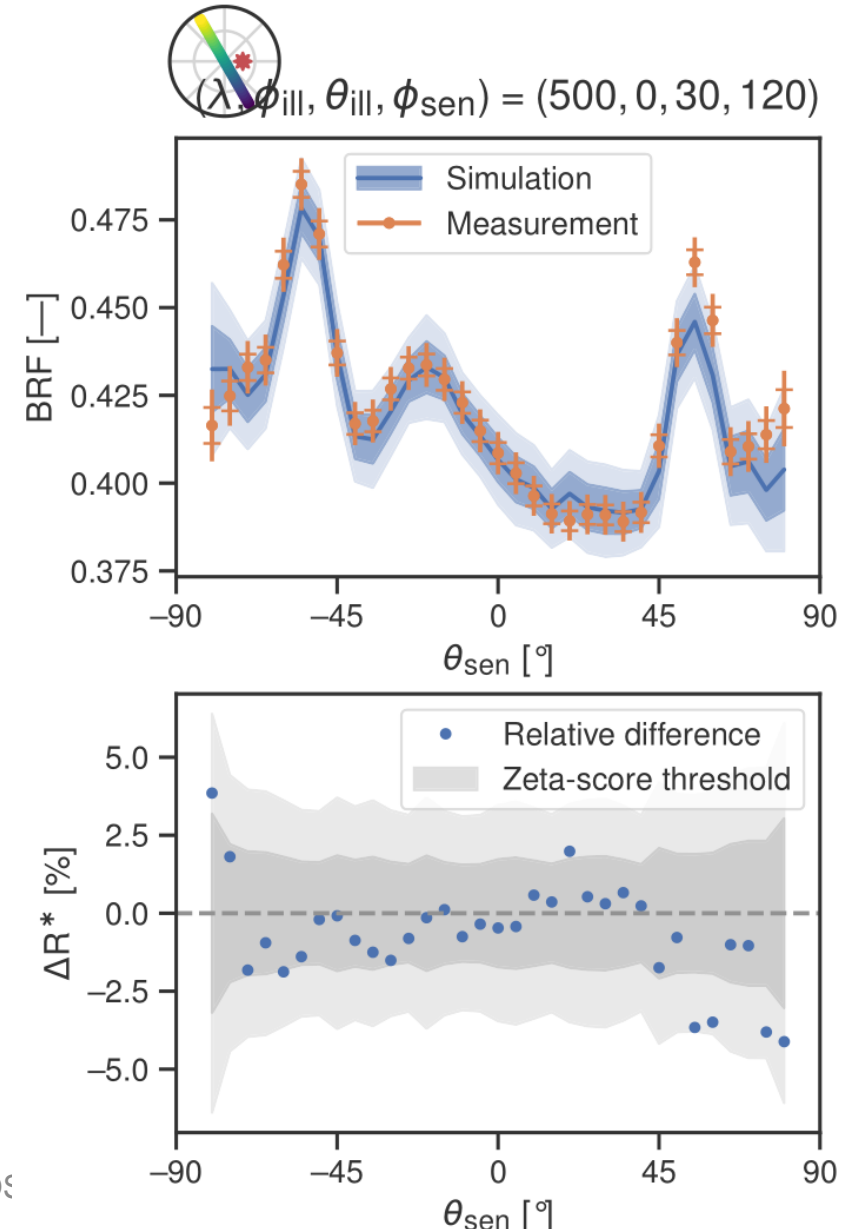 (λ, ϕill, θill, ϕsen) = (500, 0, 30, 120)
Simulation
Measurement
0.475
0.450
0.425
0.400
0.375
BRF [—]
−90 −45 0 45 90
θsen [°]
Relative difference
Zeta-score threshold
5.0
2.5
0.0
−2.5
−5.0
ΔR* [%]
−90 −45 0 45 90
θsen [°]